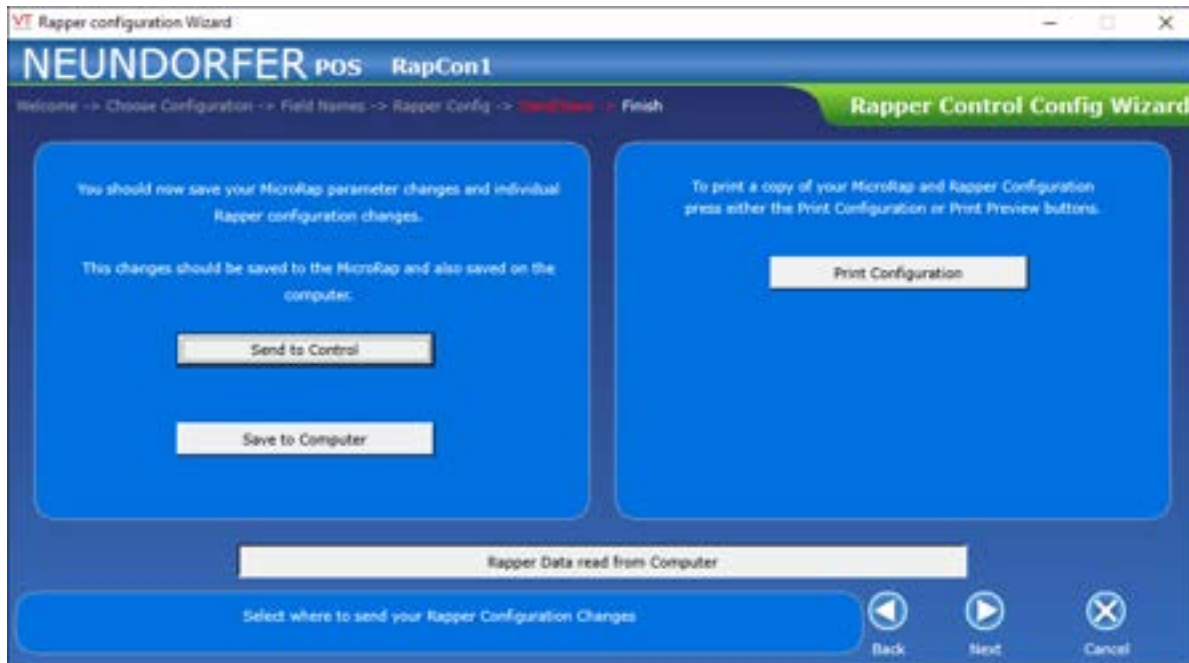 VT Rapper configuration Wizard
NEUNDORFER POS RapCon1
Welcome -> Choose Configuration -> Field Names -> Rapper Config -> -> Finish
Rapper Control Config Wizard
You should now save your MicroRap parameter changes and individual
Rapper configuration changes.
This changes should be saved to the MicroRap and also saved on the
computer.
Send to Control
Save to Computer
To print a copy of your MicroRap and Rapper Configuration
press either the Print Configuration or Print Preview buttons.
Print Configuration
Rapper Data read from Computer
Select where to send your Rapper Configuration Changes
Back
Next
Cancel